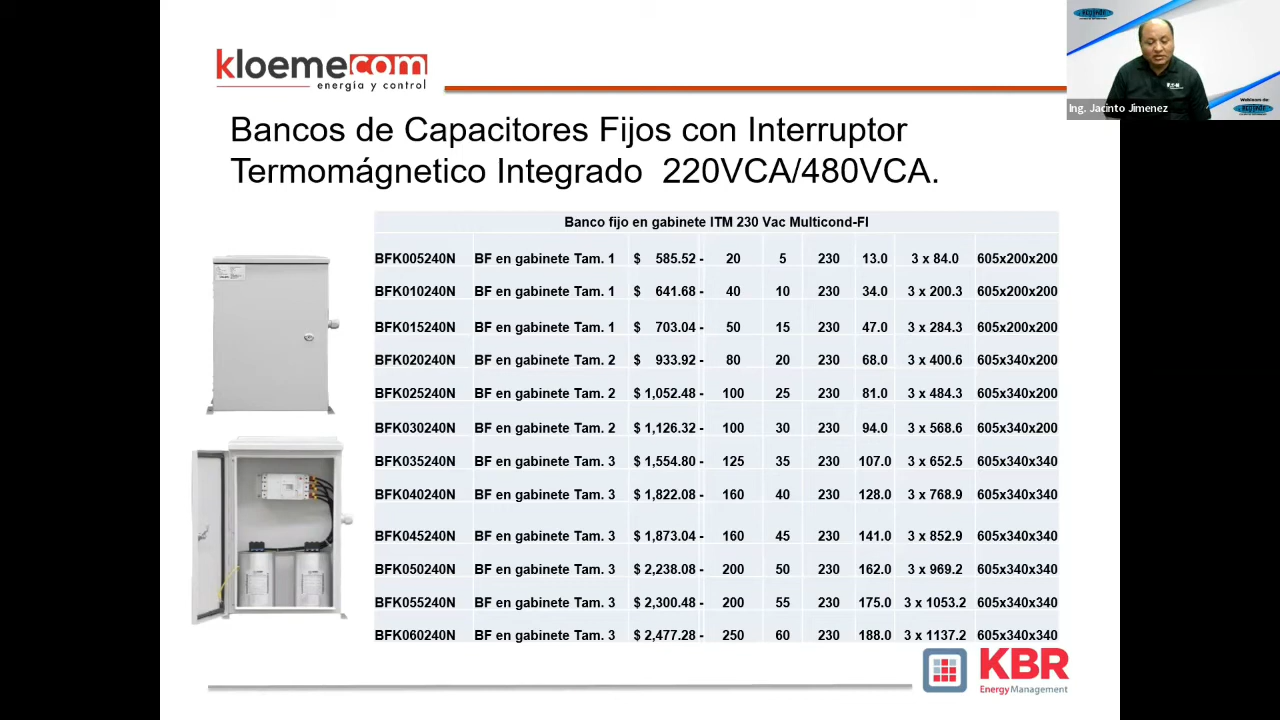 kloemecom
energía y control
Ing. Jacinto Jimenez
Webinars de:
Bancos de Capacitores Fijos con Interruptor
Termomágnetico Integrado 220VCA/480VCA.
Banco fijo en gabinete ITM 230 Vac Multicond-FI
BFK005240N BF en gabinete Tam. 1 $ 585.52 - 20 5 230 13.0 3 x 84.0 605x200x200
BFK010240N BF en gabinete Tam. 1 $ 641.68 - 40 10 230 34.0 3 x 200.3 605x200x200
BFK015240N BF en gabinete Tam. 1 $ 703.04 - 50 15 230 47.0 3 x 284.3 605x200x200
BFK020240N BF en gabinete Tam. 2 $ 933.92 - 80 20 230 68.0 3 x 400.6 605x340x200
BFK025240N BF en gabinete Tam. 2 $ 1,052.48 - 100 25 230 81.0 3 x 484.3 605x340x200
BFK030240N BF en gabinete Tam. 2 $ 1,126.32 - 100 30 230 94.0 3 x 568.6 605x340x200
BFK035240N BF en gabinete Tam. 3 $ 1,554.80 - 125 35 230 107.0 3 x 652.5 605x340x340
BFK040240N BF en gabinete Tam. 3 $ 1,822.08 - 160 40 230 128.0 3 x 768.9 605x340x340
BFK045240N BF en gabinete Tam. 3 $ 1,873.04 - 160 45 230 141.0 3 x 852.9 605x340x340
BFK050240N BF en gabinete Tam. 3 $ 2,238.08 - 200 50 230 162.0 3 x 969.2 605x340x340
BFK055240N BF en gabinete Tam. 3 $ 2,300.48 - 200 55 230 175.0 3 x 1053.2 605x340x340
BFK060240N BF en gabinete Tam. 3 $ 2,477.28 - 250 60 230 188.0 3 x 1137.2 605x340x340
KBR
Energy Management